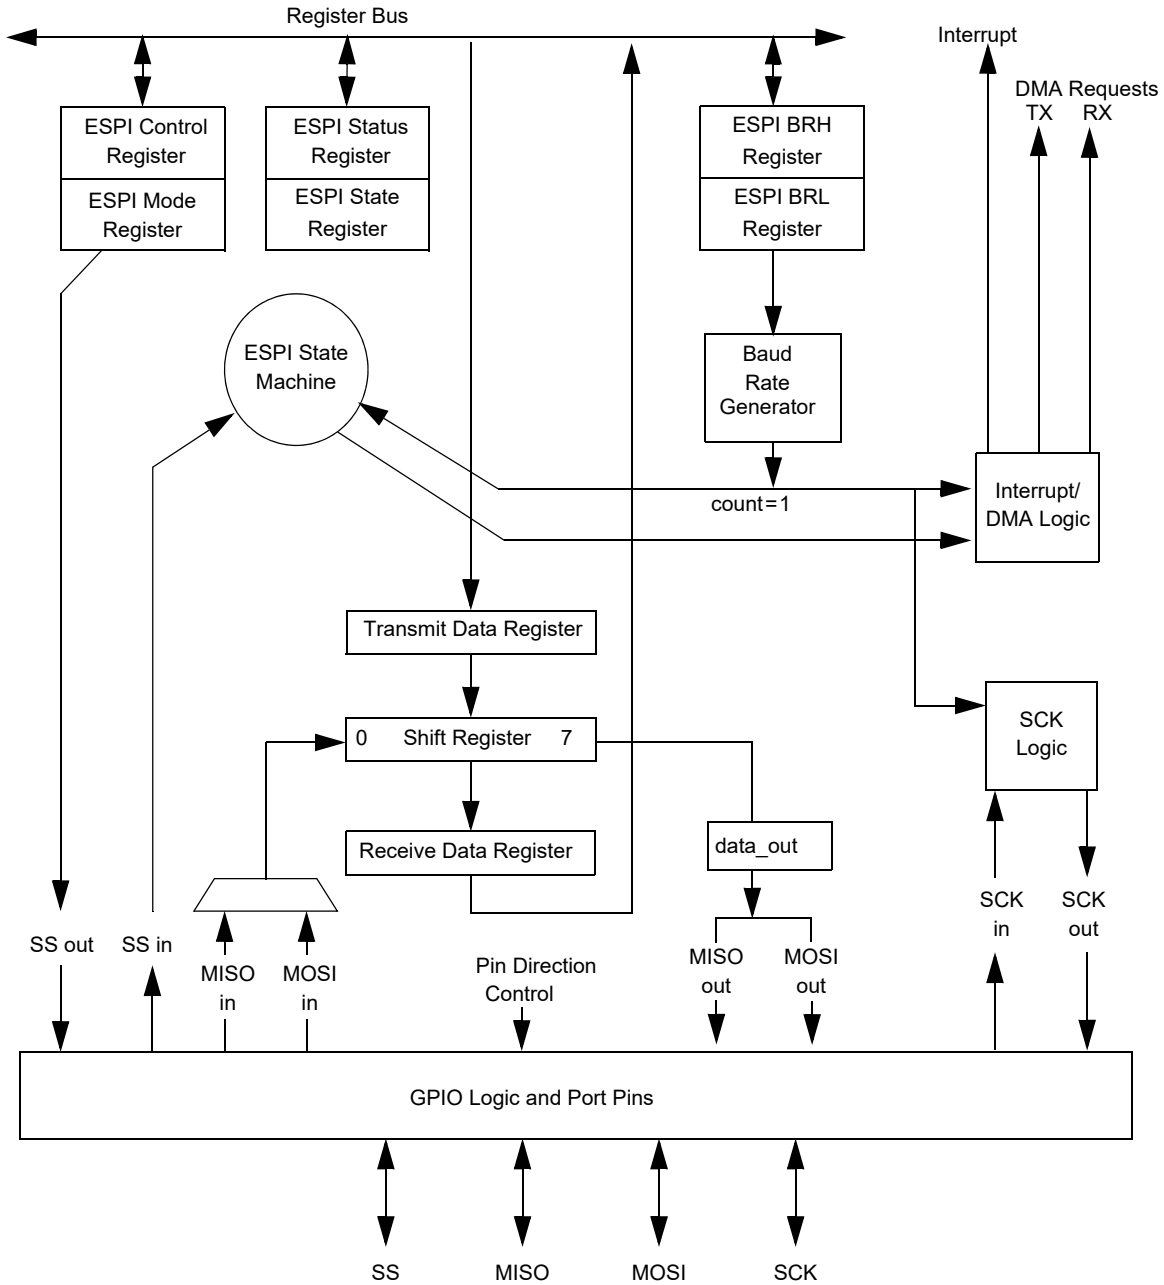 Register Bus
Interrupt
DMA Requests
TX RX
ESPI Control
Register
ESPI Mode
Register
ESPI Status
Register
ESPI State
Register
ESPI BRH
Register
ESPI BRL
Register
ESPI State
Machine
Baud
Rate
Generator
count=1
Interrupt/
DMA Logic
Transmit Data Register
0 Shift Register 7
SCK
Logic
Receive Data Register
data_out
SS out
SS in
MISO
in
MOSI
in
Pin Direction
Control
MISO
out
MOSI
out
SCK
in
SCK
out
GPIO Logic and Port Pins
SS MISO MOSI SCK